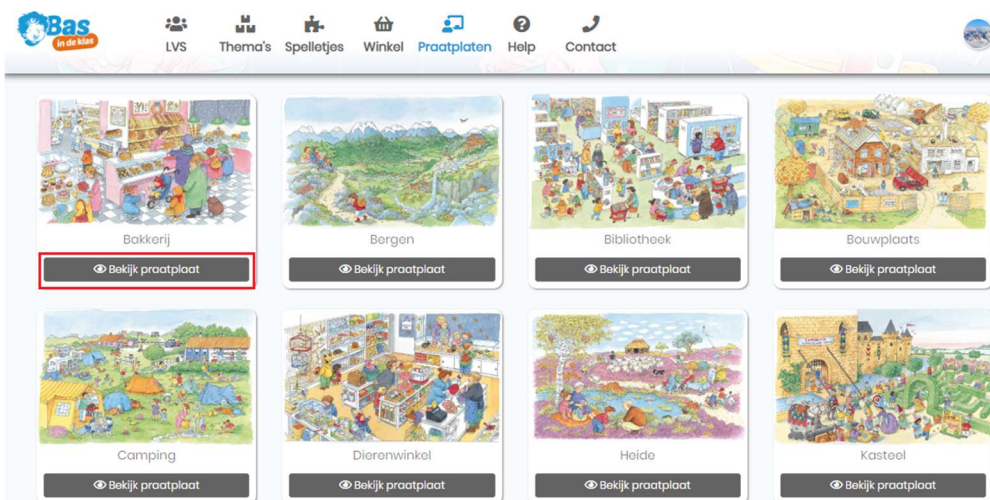 Bas
in de klas
LVS Thema's Spelletjes Winkel Praatplaten Help Contact
Bakkerij Bergen Bibliotheek Bouwplaats
Bekijk praatplaat Bekijk praatplaat Bekijk praatplaat Bekijk praatplaat
Camping Dierenwinkel Heide Kasteel
Bekijk praatplaat Bekijk praatplaat Bekijk praatplaat Bekijk praatplaat